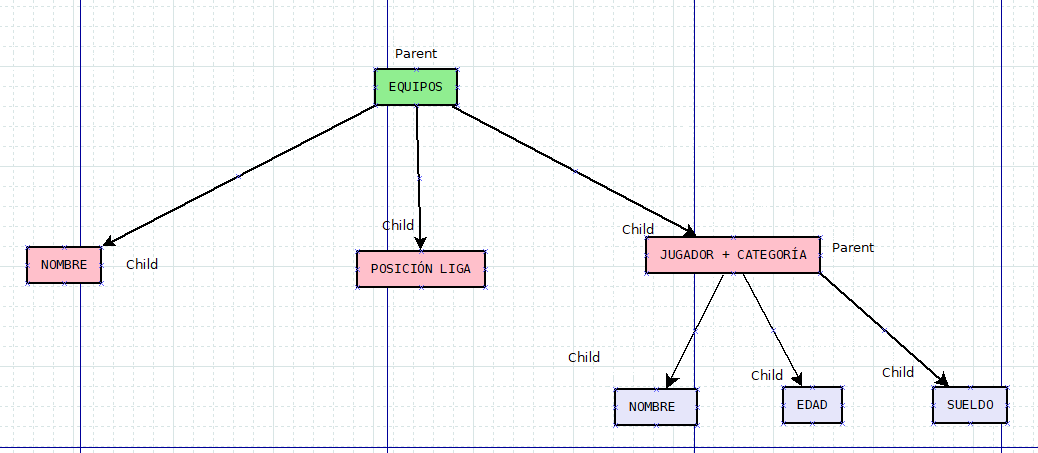 Parent
EQUIPOS
Child
Child
NOMBRE
Child
POSICIÓN LIGA
JUGADOR + CATEGORÍA
Parent
Child
Child
Child
NOMBRE
EDAD
SUELDO